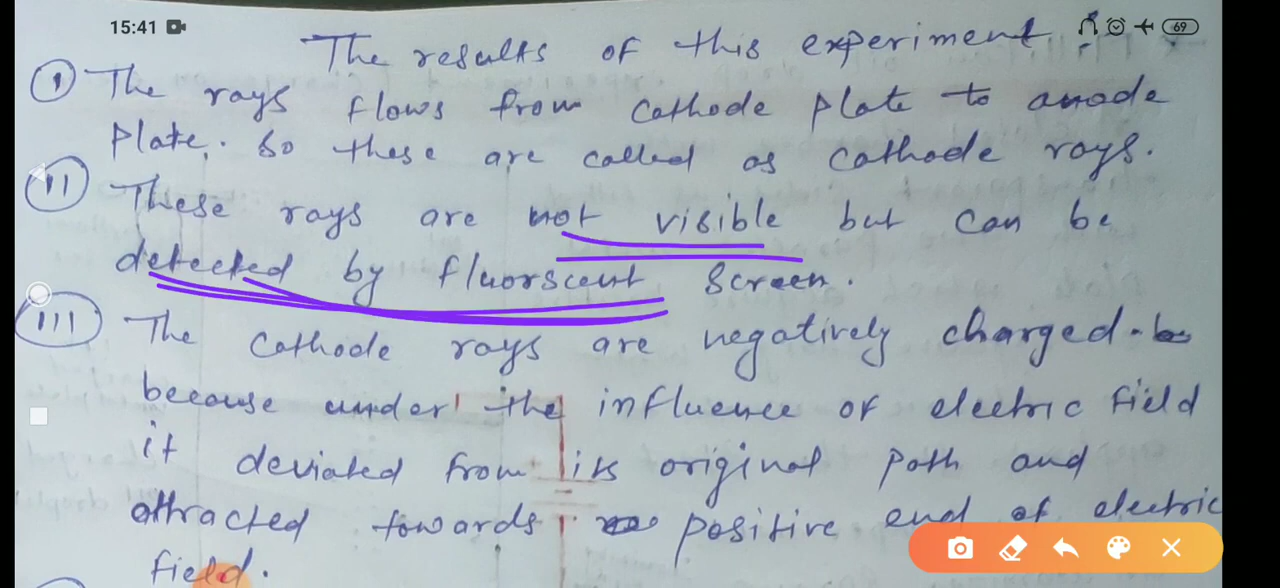 15:41
69
The results of this experiment
I The rays flows from cathode plate to anode
plate. So these are called as cathode rays.
II These rays are not visible but can be
detected by fluorscent screen.
III The cathode rays are negatively charged.
because under the influence of electric field
it deviated from its original path and
attracted towards positive end of electric
field.